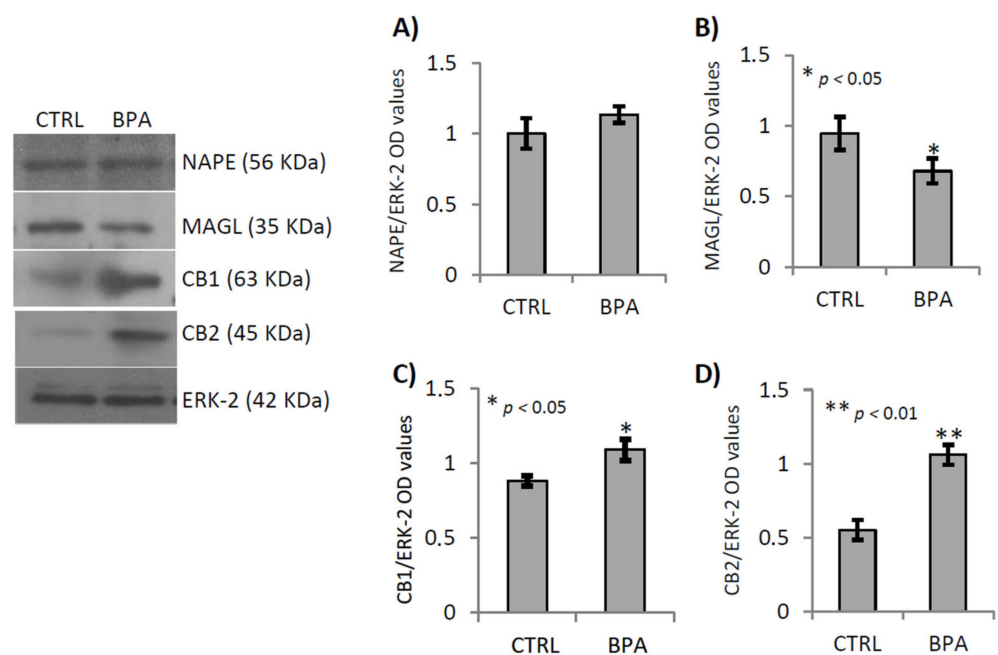 CTRL BPA
NAPE (56 KDa)
MAGL (35 KDa)
CB1 (63 KDa)
CB2 (45 KDa)
ERK-2 (42 KDa)
A)
NAPE/ERK-2 OD values
1.5
1
0.5
0
CTRL BPA
B)
MAGL/ERK-2 OD values
1.5
1
0.5
0
* p < 0.05
*
CTRL BPA
C)
CB1/ERK-2 OD values
1.5
1
0.5
0
* p < 0.05
*
CTRL BPA
D)
CB2/ERK-2 OD values
1.5
1
0.5
0
** p < 0.01
**
CTRL BPA